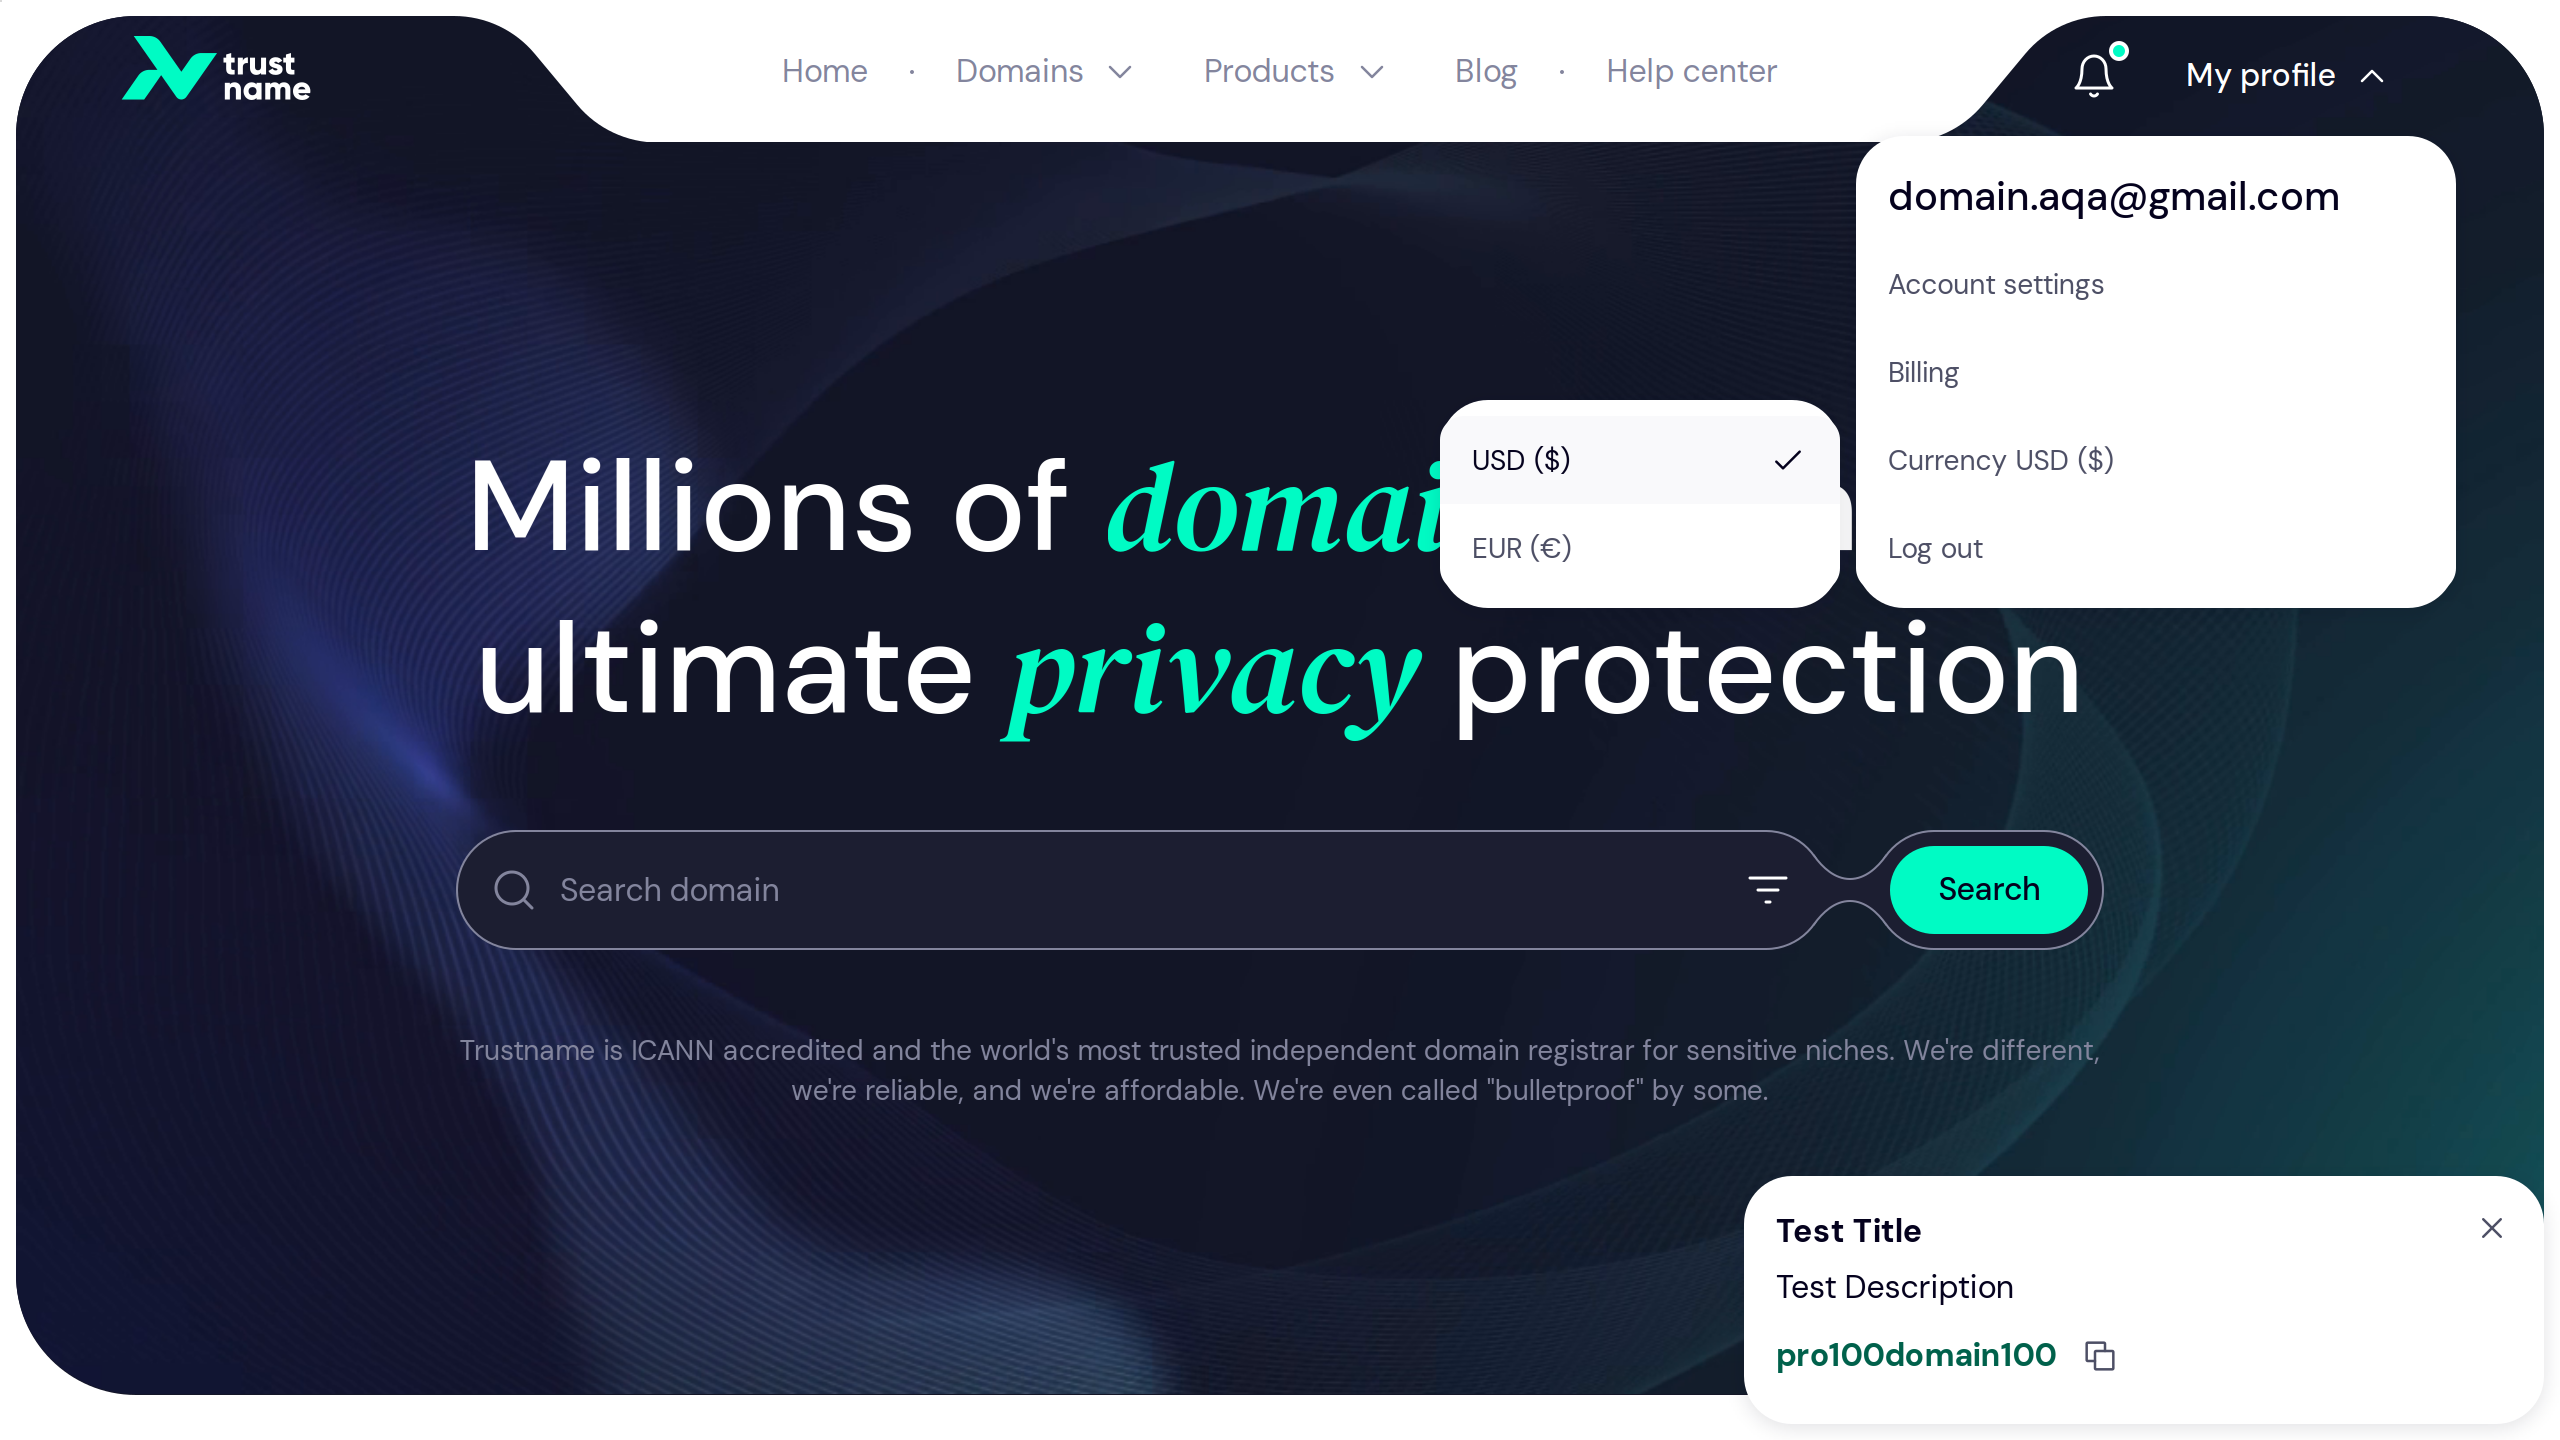 trust
name
Home · Domains Products Blog · Help center
My profile
domain.aqa@gmail.com
Account settings
Billing
Currency USD ($)
Log out
USD ($)
EUR (€)
Millions of
ultimate privacy protection
Search domain
Search
Trustname is ICANN accredited and the world's most trusted independent domain registrar for sensitive niches. We're different,
we're reliable, and we're affordable. We're even called "bulletproof" by some.
Test Title
Test Description
pro100domain100